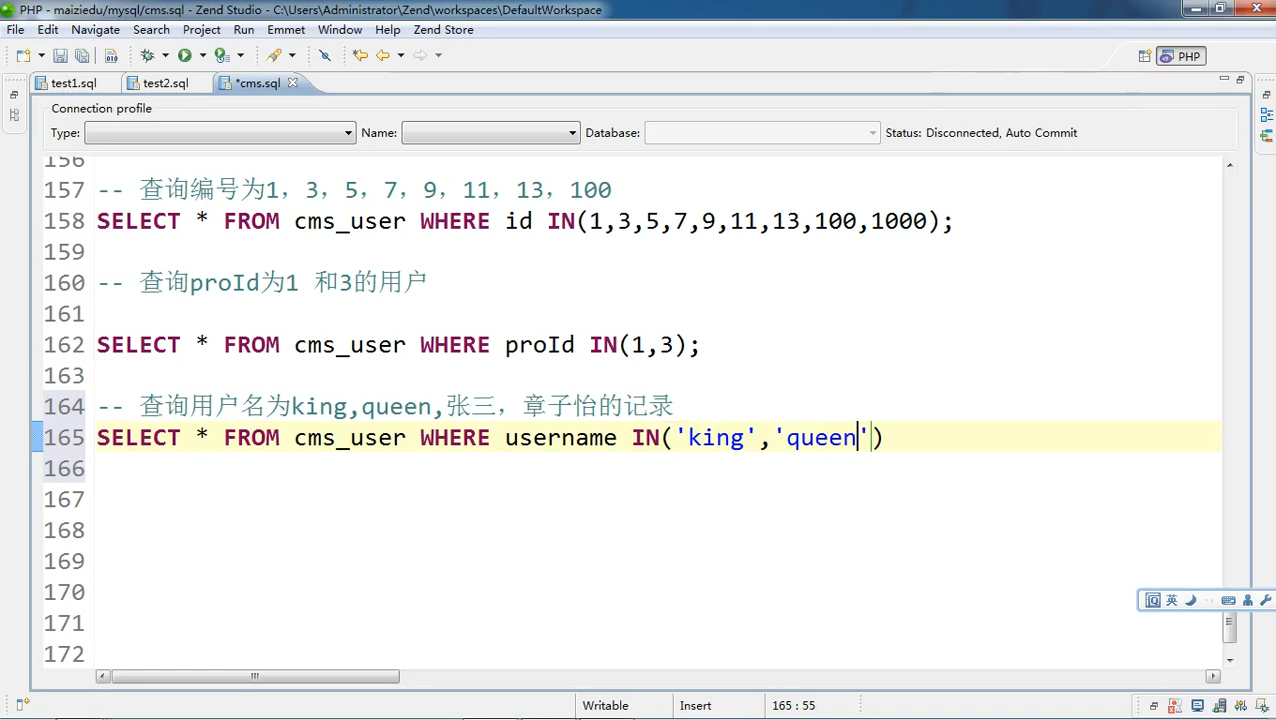 PHP - maiziedu/mysql/cms.sql - Zend Studio - C:\Users\Administrator\Zend\workspaces\DefaultWorkspace
File Edit Navigate Search Project Run Emmet Window Help Zend Store
PHP
test1.sql test2.sql *cms.sql
Connection profile
Type: Name: Database: Status: Disconnected, Auto Commit
156
157 -- 查询编号为1，3，5，7，9，11，13，100
158 SELECT * FROM cms_user WHERE id IN(1,3,5,7,9,11,13,100,1000);
159
160 -- 查询proId为1 和3的用户
161
162 SELECT * FROM cms_user WHERE proId IN(1,3);
163
164 -- 查询用户名为king,queen,张三，章子怡的记录
165 SELECT * FROM cms_user WHERE username IN('king','queen')
166
167
168
169
170
171
172
英
Writable Insert 165 : 55